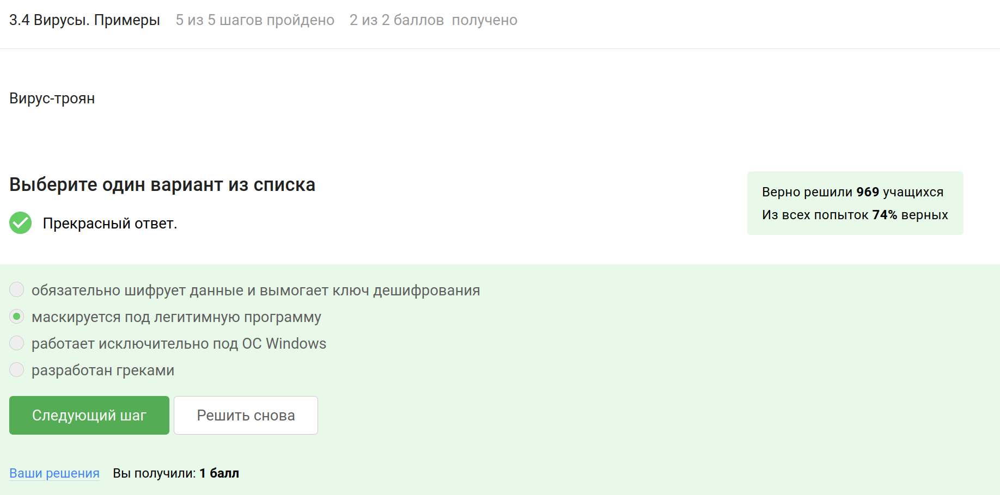 3.4 Вирусы. Примеры 5 из 5 шагов пройдено 2 из 2 баллов получено
Вирус-троян
Выберите один вариант из списка
Прекрасный ответ.
Верно решили 969 учащихся
Из всех попыток 74% верных
обязательно шифрует данные и вымогает ключ дешифрования
маскируется под легитимную программу
работает исключительно под ОС Windows
разработан греками
Следующий шаг Решить снова
Ваши решения Вы получили: 1 балл